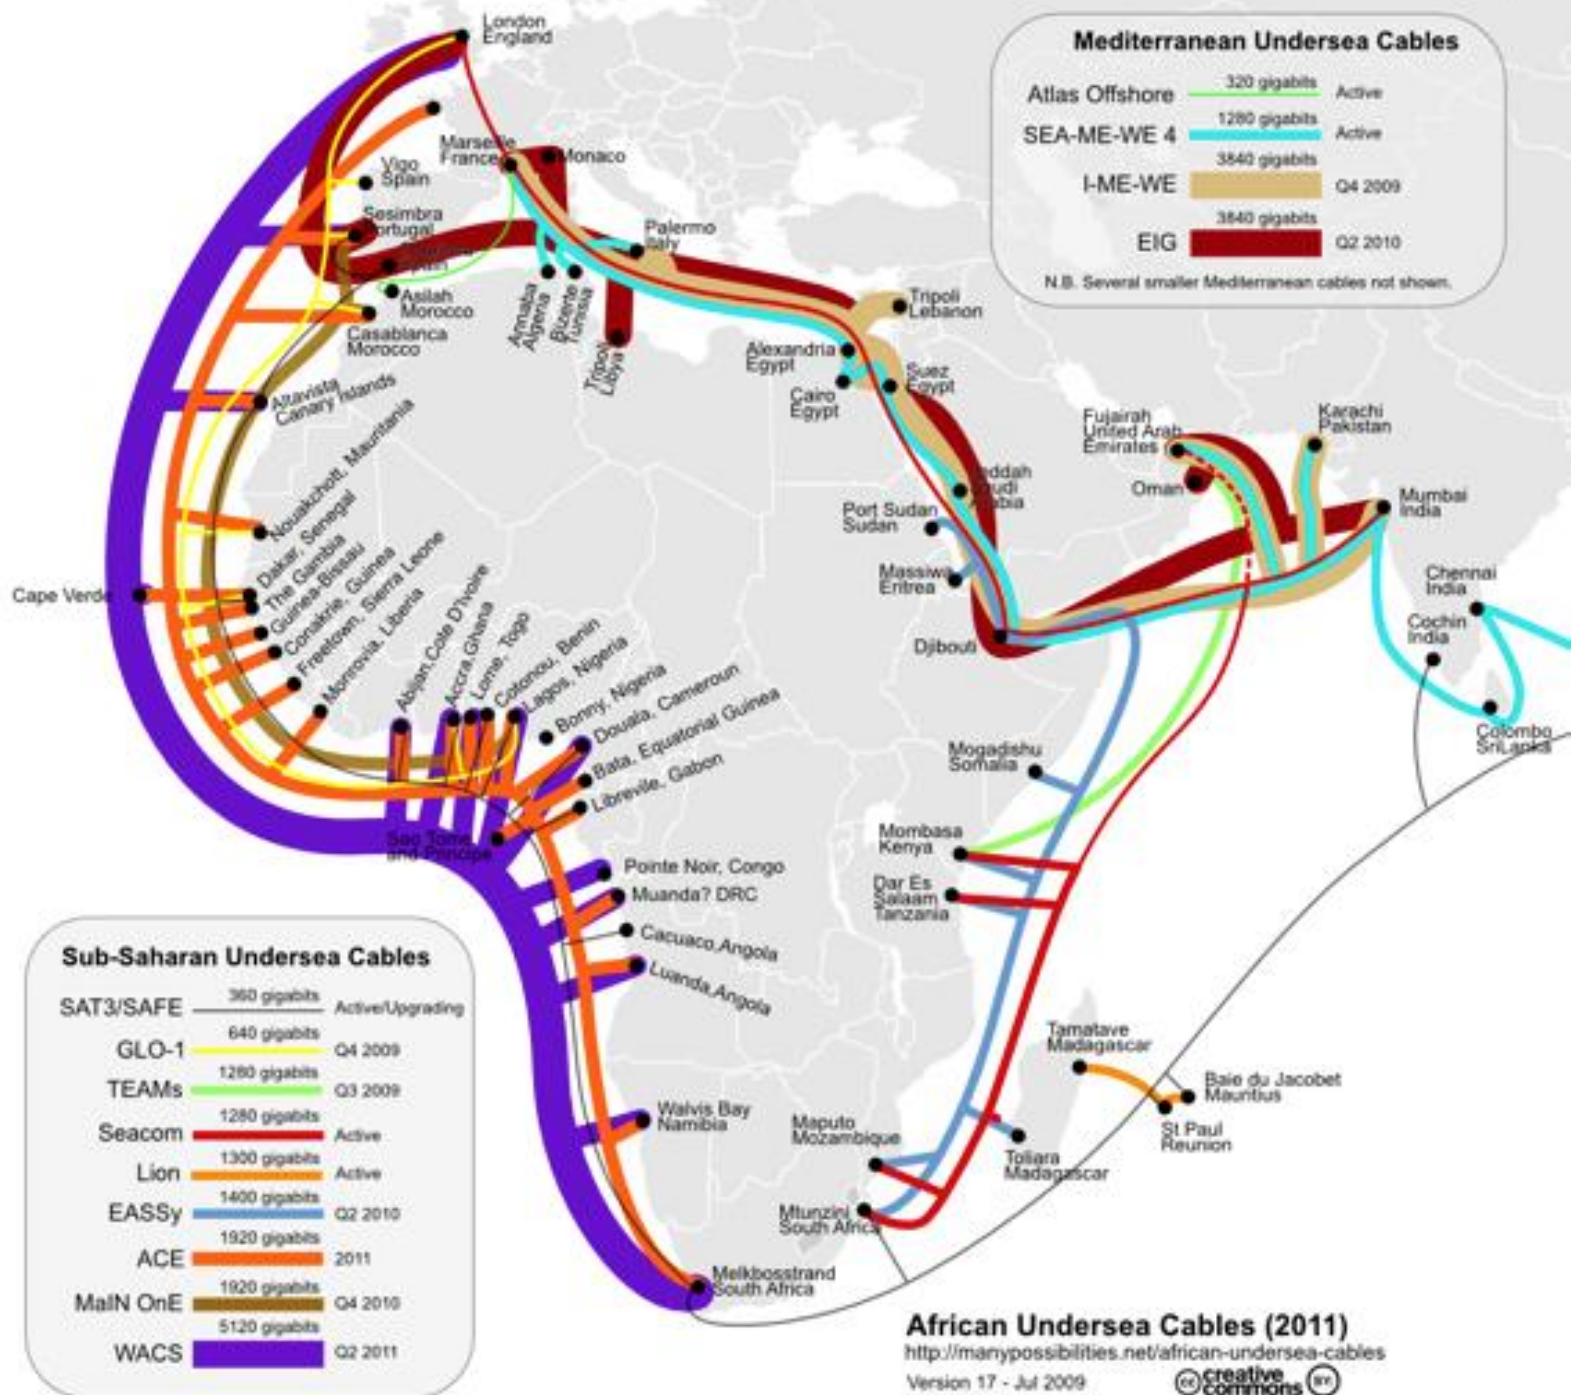 London
England
Mediterranean Undersea Cables
Atlas Offshore 320 gigabits Active
SEA-ME-WE 4 1280 gigabits Active
I-ME-WE 3840 gigabits Q4 2009
EIG 3840 gigabits Q2 2010
N.B. Several smaller Mediterranean cables not shown.
Marseille
France
Monaco
Vigo
Spain
Sesimbra
Portugal
Spain
Palermo
Italy
Asilah
Morocco
Casablanca
Morocco
Annaba
Algeria
Bizerte
Tunisia
Tripoli
Libya
Tripoli
Lebanon
Alexandria
Egypt
Cairo
Egypt
Suez
Egypt
Altavista
Canary Islands
Fujairah
United Arab
Emirates
Karachi
Pakistan
Oman
Mumbai
India
Jeddah
Saudi
Arabia
Port Sudan
Sudan
Massiwa
Eritrea
Djibouti
Chennai
India
Cochin
India
Colombo
SriLanka
Nouakchott, Mauritania
Dakar, Senegal
The Gambia
Guinea-Bissau
Conakrie, Guinea
Freetown, Sierra Leone
Monrovia, Liberia
Cape Verde
Abijan,Cote D'Ivoire
Accra,Ghana
Lome, Togo
Cotonou, Benin
Lagos, Nigeria
Bonny, Nigeria
Douala, Cameroun
Bata, Equatorial Guinea
Libreville, Gabon
Sao Tome
and Principe
Pointe Noir, Congo
Muanda? DRC
Cacuaco,Angola
Luanda,Angola
Mogadishu
Somalia
Mombasa
Kenya
Dar Es
Salaam
Tanzania
Tamatave
Madagascar
Baie du Jacobet
Mauritius
St Paul
Reunion
Walvis Bay
Namibia
Maputo
Mozambique
Toliara
Madagascar
Mtunzini
South Africa
Melkbosstrand
South Africa
Sub-Saharan Undersea Cables
SAT3/SAFE 360 gigabits Active/Upgrading
GLO-1 640 gigabits Q4 2009
TEAMs 1280 gigabits Q3 2009
Seacom 1280 gigabits Active
Lion 1300 gigabits Active
EASSy 1400 gigabits Q2 2010
ACE 1920 gigabits 2011
MaIN OnE 1920 gigabits Q4 2010
WACS 5120 gigabits Q2 2011
African Undersea Cables (2011)
http://manypossibilities.net/african-undersea-cables
Version 17 - Jul 2009
cc creative commons BY: